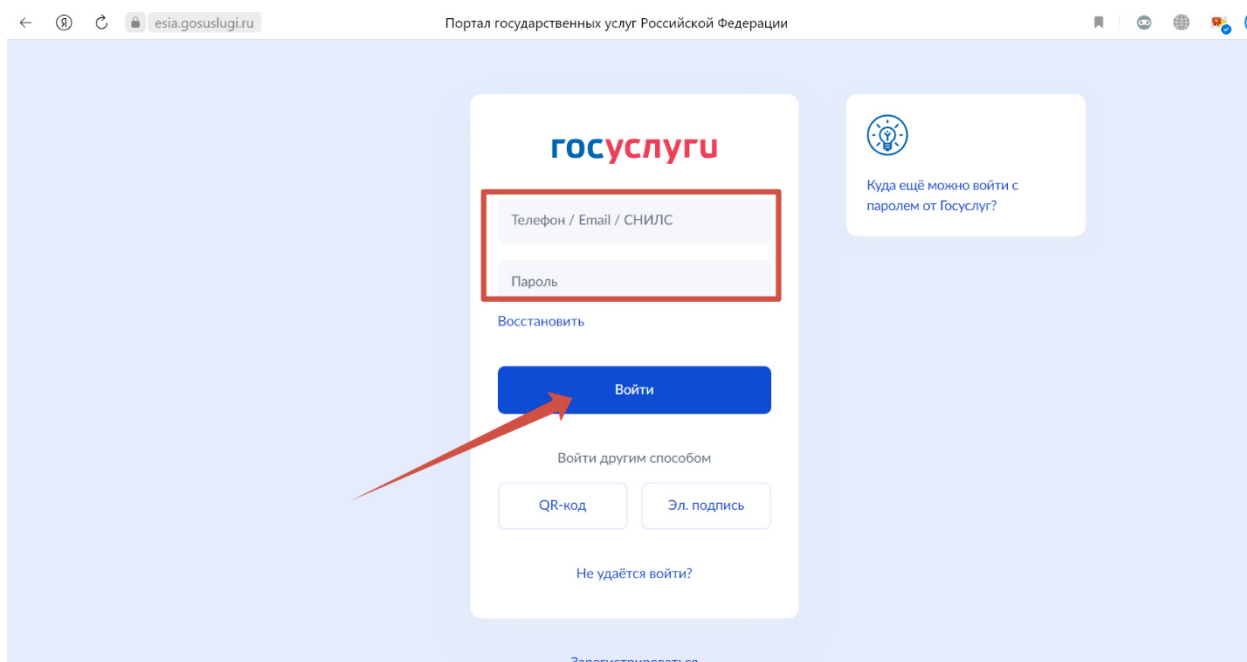 esia.gosuslugi.ru
Портал государственных услуг Российской Федерации
госуслуги
Телефон / Email / СНИЛС
Пароль
Восстановить
Войти
Войти другим способом
QR-код
Эл. подпись
Не удаётся войти?
Зарегистрироваться
Куда ещё можно войти с
паролем от Госуслуг?